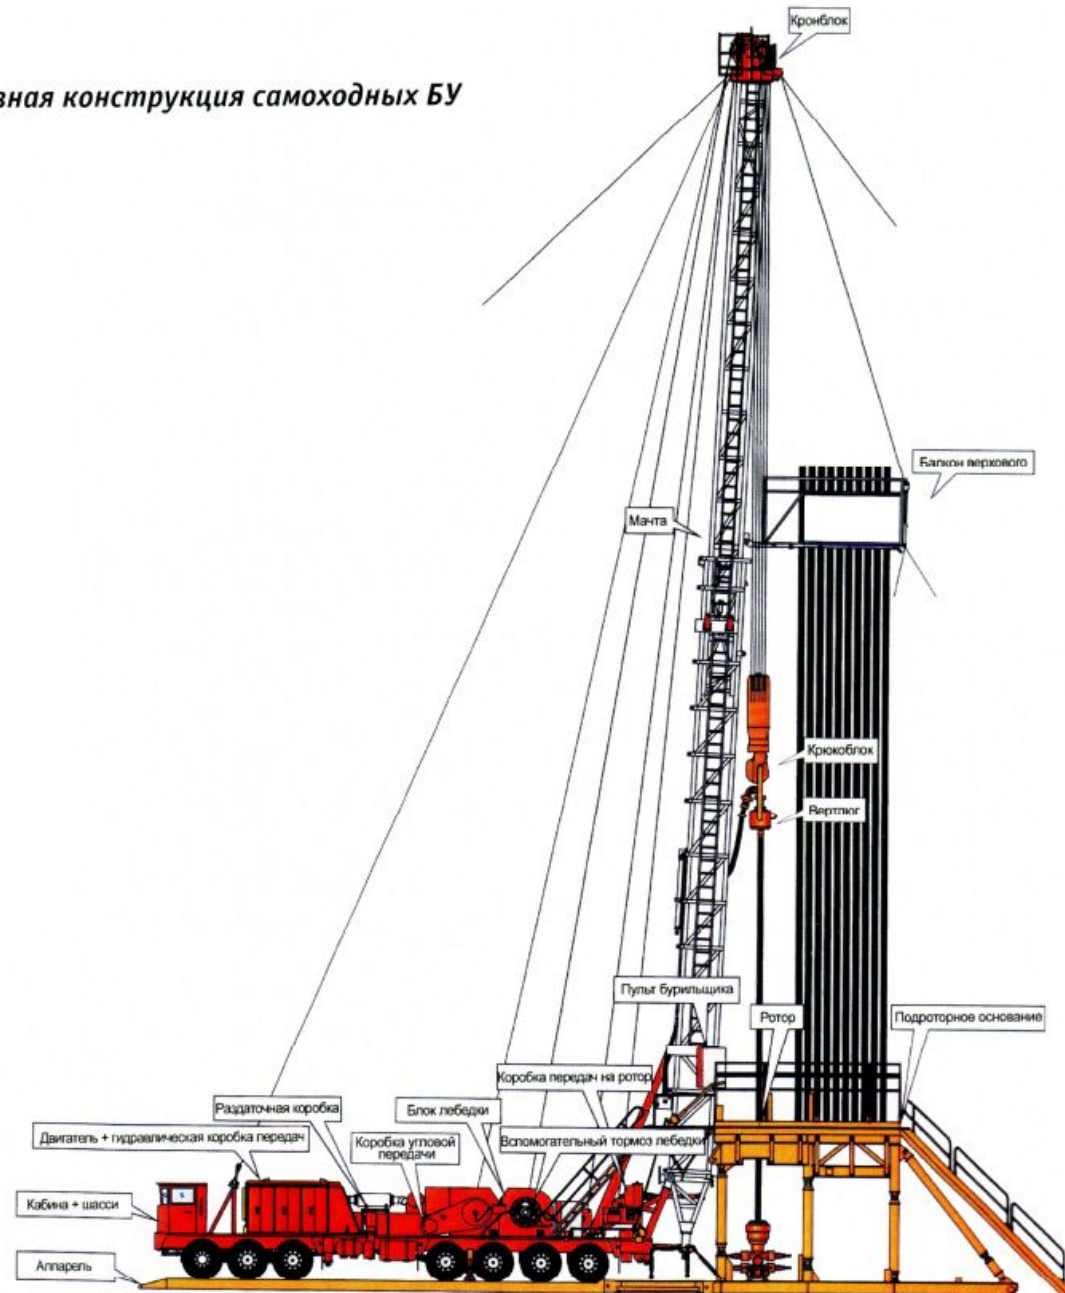 вная конструкция самоходных БУ
Кронблок
Балкон верхового
Мачта
Крюкоблок
Вертлюг
Пульт бурильщика
Ротор
Подроторное основание
Коробка передач на ротор
Раздаточная коробка
Блок лебедки
Двигатель + гидравлическая коробка передач
Коробка угловой
передачи
Вспомогательный тормоз лебедки
Кабина + шасси
Аппарель